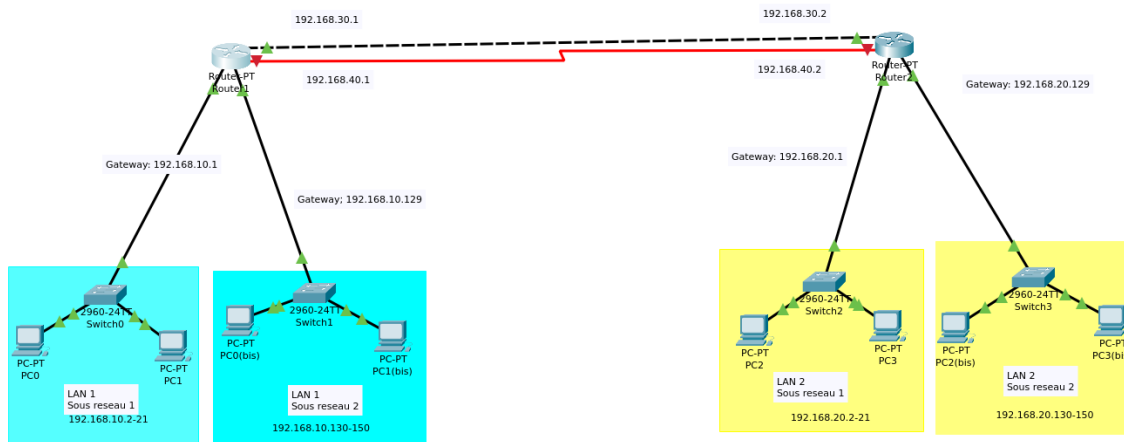 192.168.30.1
192.168.30.2
Router-PT
Router1
192.168.40.1
192.168.40.2
Router-PT
Router2
Gateway: 192.168.20.129
Gateway: 192.168.10.1
Gateway: 192.168.20.1
Gateway; 192.168.10.129
2960-24TT
Switch0
PC-PT
PC0
PC-PT
PC1
LAN 1
Sous reseau 1
192.168.10.2-21
2960-24TT
Switch1
PC-PT
PC0(bis)
PC-PT
PC1(bis)
LAN 1
Sous reseau 2
192.168.10.130-150
2960-24TT
Switch2
PC-PT
PC2
PC-PT
PC3
LAN 2
Sous reseau 1
192.168.20.2-21
2960-24TT
Switch3
PC-PT
PC2(bis)
PC-PT
PC3(bis)
LAN 2
Sous reseau 2
192.168.20.130-150